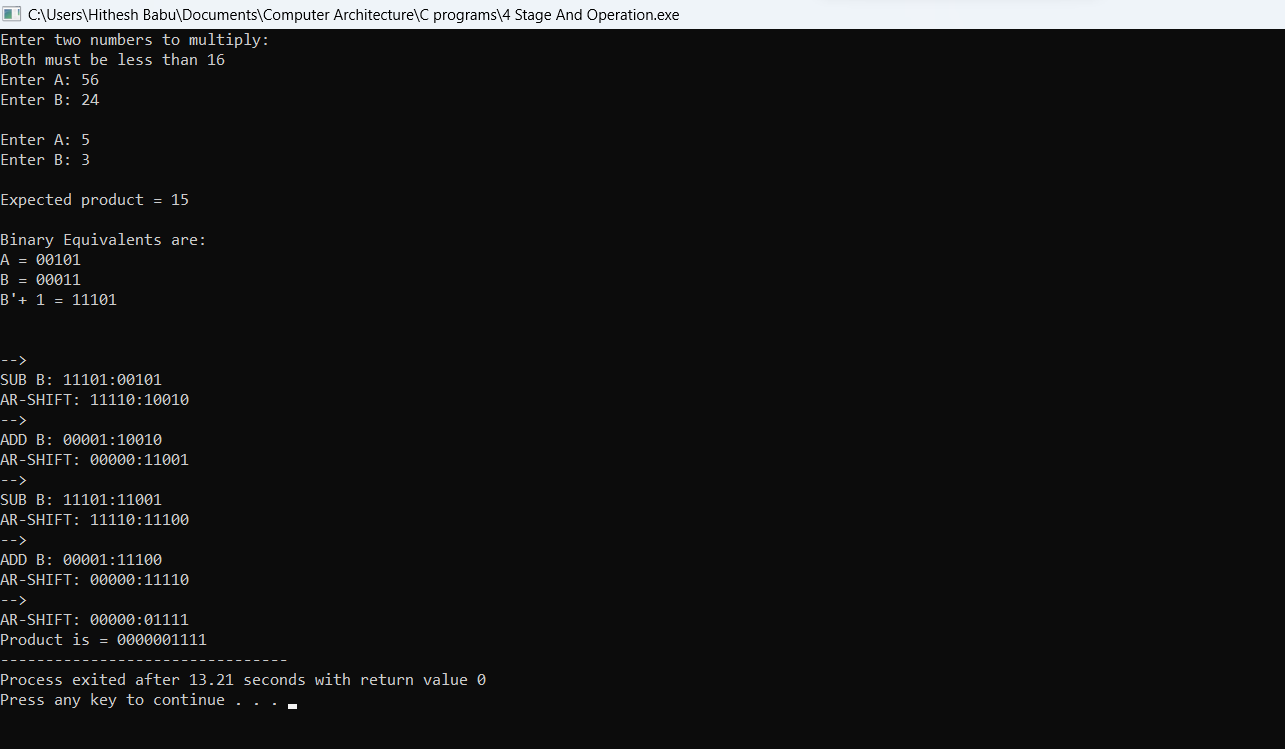 C:\Users\Hithesh Babu\Documents\Computer Architecture\C programs\4 Stage And Operation.exe
Enter two numbers to multiply:
Both must be less than 16
Enter A: 56
Enter B: 24
Enter A: 5
Enter B: 3
Expected product = 15
Binary Equivalents are:
A = 00101
B = 00011
B'+ 1 = 11101
-->
SUB B: 11101:00101
AR-SHIFT: 11110:10010
-->
ADD B: 00001:10010
AR-SHIFT: 00000:11001
-->
SUB B: 11101:11001
AR-SHIFT: 11110:11100
-->
ADD B: 00001:11100
AR-SHIFT: 00000:11110
-->
AR-SHIFT: 00000:01111
Product is = 0000001111
--------------------------------
Process exited after 13.21 seconds with return value 0
Press any key to continue . . .